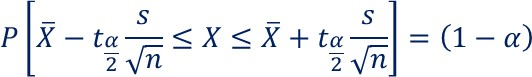 P [X̄ − t_{α/2} s/√n ≤ X ≤ X̄ + t_{α/2} s/√n] = (1 − α)